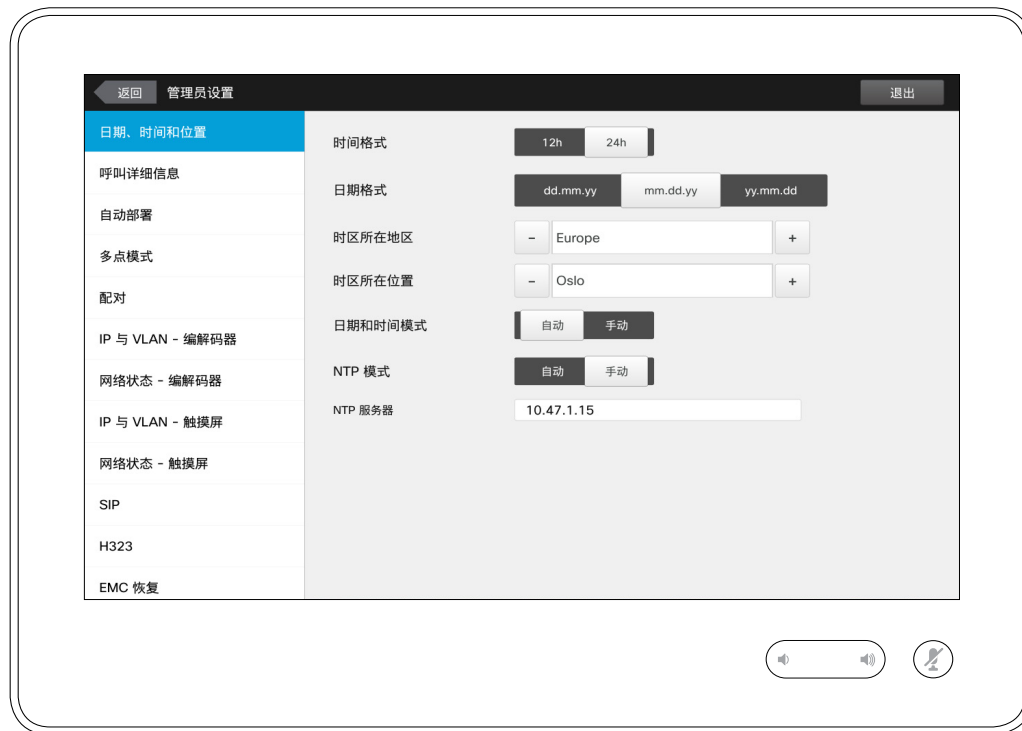 返回 管理员设置 退出
日期、时间和位置
呼叫详细信息
自动部署
多点模式
配对
IP 与 VLAN - 编解码器
网络状态 - 编解码器
IP 与 VLAN - 触摸屏
网络状态 - 触摸屏
SIP
H323
EMC 恢复
时间格式 12h 24h
日期格式 dd.mm.yy mm.dd.yy yy.mm.dd
时区所在地区 - Europe +
时区所在位置 - Oslo +
日期和时间模式 自动 手动
NTP 模式 自动 手动
NTP 服务器 10.47.1.15